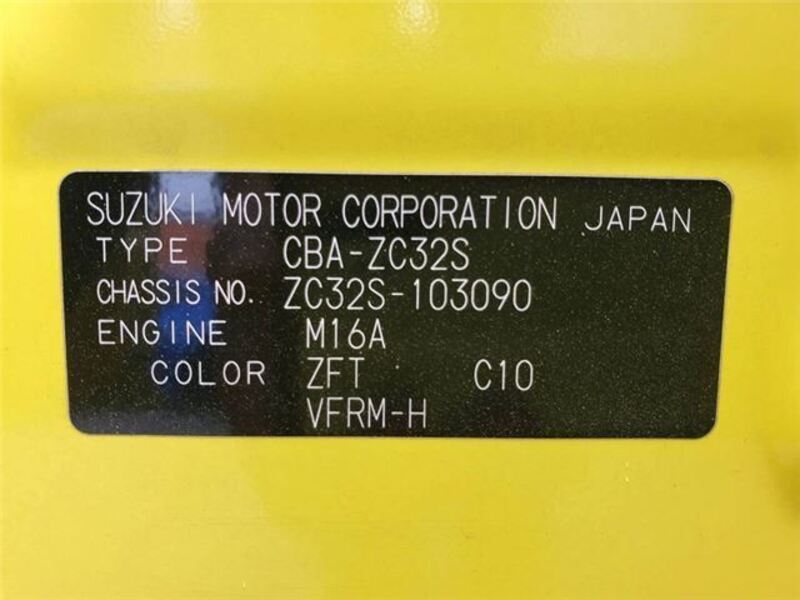 SUZUKI MOTOR CORPORATION JAPAN
TYPE CBA-ZC32S
CHASSIS NO. ZC32S-103090
ENGINE M16A
COLOR ZFT C10
VFRM-H